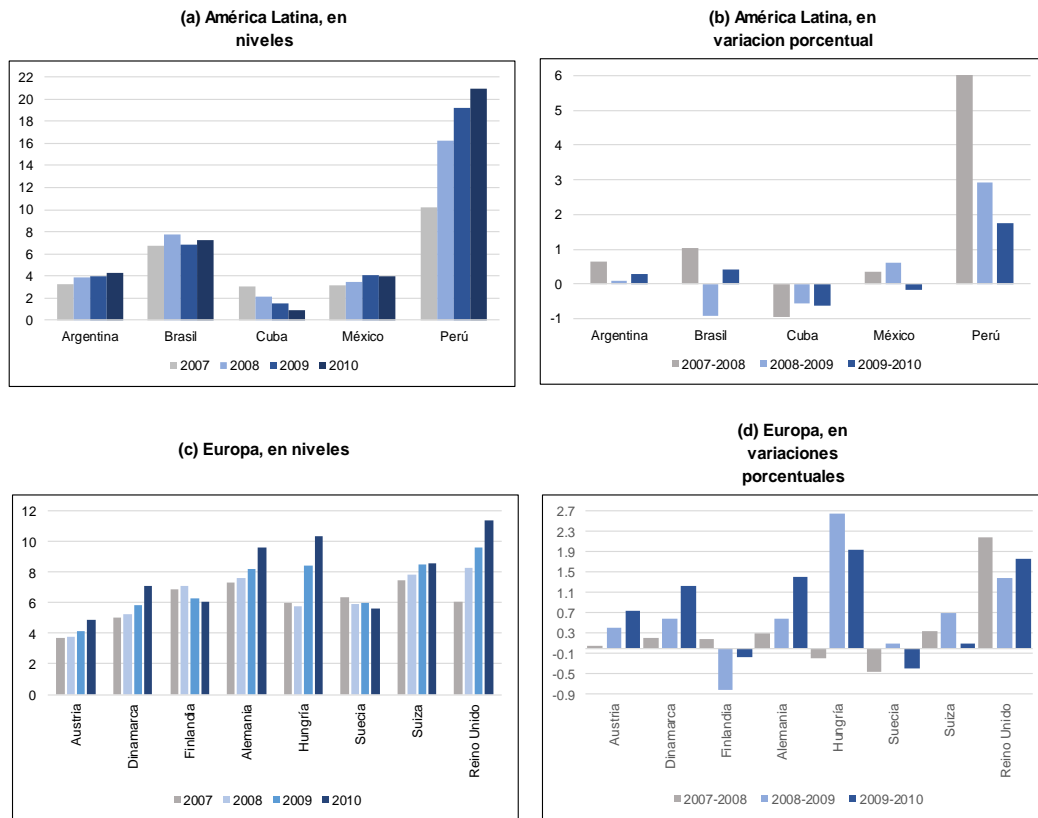 (a) América Latina, en
niveles
22
20
18
16
14
12
10
8
6
4
2
0
Argentina Brasil Cuba México Perú
2007 2008 2009 2010
(b) América Latina, en
variacion porcentual
6
5
4
3
2
1
0
-1
Argentina Brasil Cuba México Perú
2007-2008 2008-2009 2009-2010
(c) Europa, en niveles
12
10
8
6
4
2
0
Austria
Dinamarca
Finlandia
Alemania
Hungría
Suecia
Suiza
Reino Unido
2007 2008 2009 2010
(d) Europa, en
variaciones
porcentuales
2.7
2.3
1.9
1.5
1.1
0.7
0.3
-0.1
-0.5
-0.9
Austria
Dinamarca
Finlandia
Alemania
Hungría
Suecia
Suiza
Reino Unido
2007-2008 2008-2009 2009-2010